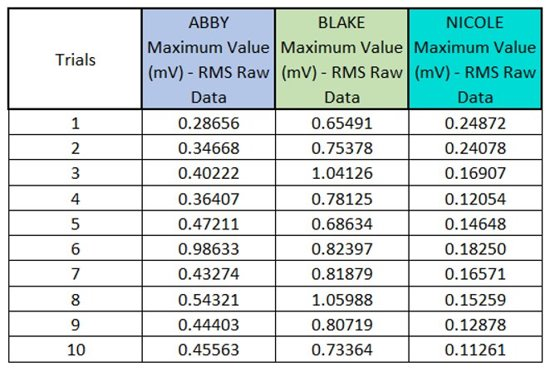 Trials ABBY Maximum Value (mV) - RMS Raw Data BLAKE Maximum Value (mV) - RMS Raw Data NICOLE Maximum Value (mV) - RMS Raw Data
1 0.28656 0.65491 0.24872
2 0.34668 0.75378 0.24078
3 0.40222 1.04126 0.16907
4 0.36407 0.78125 0.12054
5 0.47211 0.68634 0.14648
6 0.98633 0.82397 0.18250
7 0.43274 0.81879 0.16571
8 0.54321 1.05988 0.15259
9 0.44403 0.80719 0.12878
10 0.45563 0.73364 0.11261